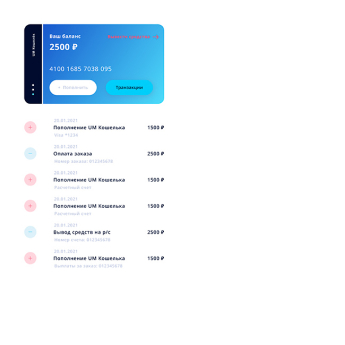 UM Кошелёк
Ваш баланс
2500 ₽
4100 1685 7038 095
+ Пополнить
Транзакции
20.01.2021
Пополнение UM Кошелька
1500 ₽
Visa **1234
20.01.2021
Оплата заказа
2500 ₽
Номер заказа: 012345678
20.01.2021
Пополнение UM Кошелька
1500 ₽
Расчетный счет
20.01.2021
Пополнение UM Кошелька
1500 ₽
Расчетный счет
20.01.2021
Вывод средств на р/с
2500 ₽
Номер счета: 012345678
20.01.2021
Пополнение UM Кошелька
1500 ₽
Выплаты за заказ: 012345678